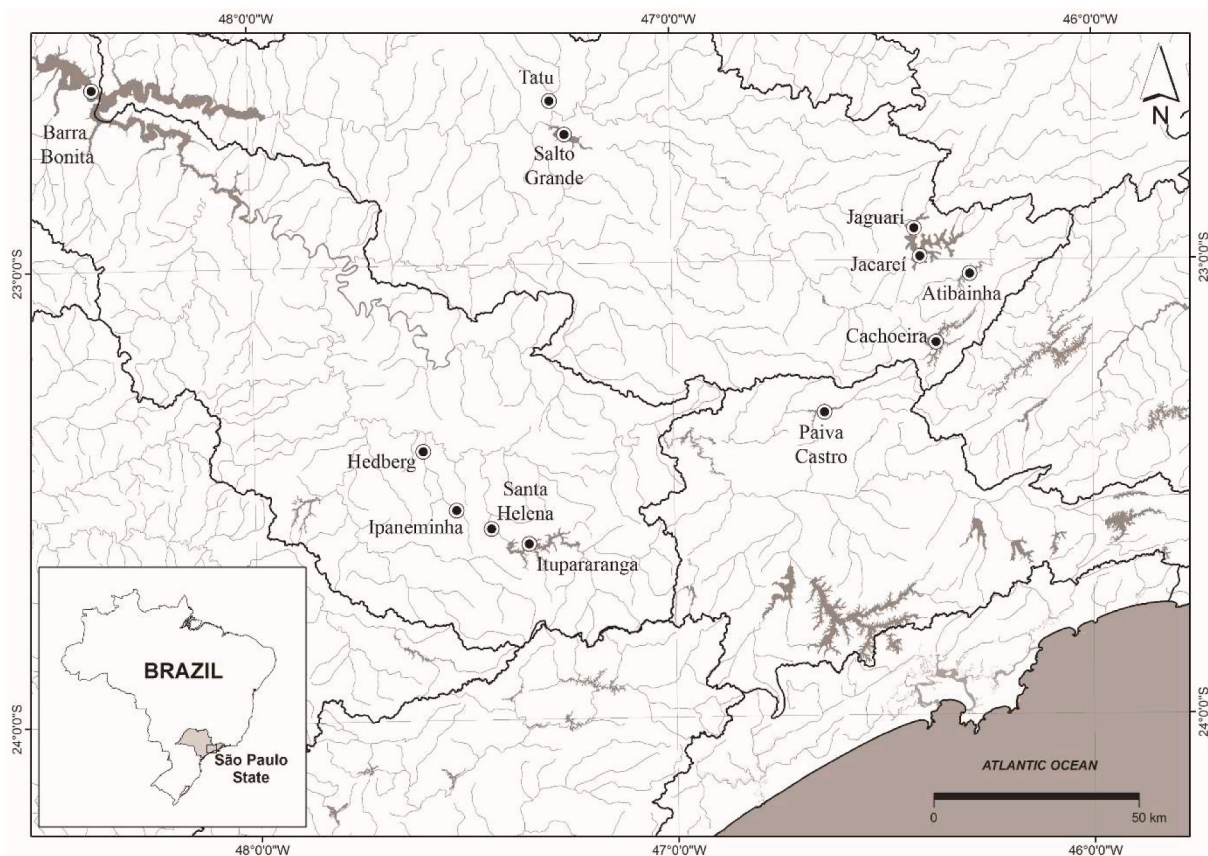 48°0'0"W
47°0'0"W
46°0'0"W
Tatu
N
Barra
Bonita
Salto
Grande
Jaguari
23°0'0"S
Jacareí
23°0'0"S
Atibainha
Cachoeira
Paiva
Castro
Hedberg
Santa
Helena
Ipaneminha
Itupararanga
BRAZIL
São Paulo
State
24°0'0"S
24°0'0"S
ATLANTIC OCEAN
0
50 km
48°0'0"W
47°0'0"W
46°0'0"W